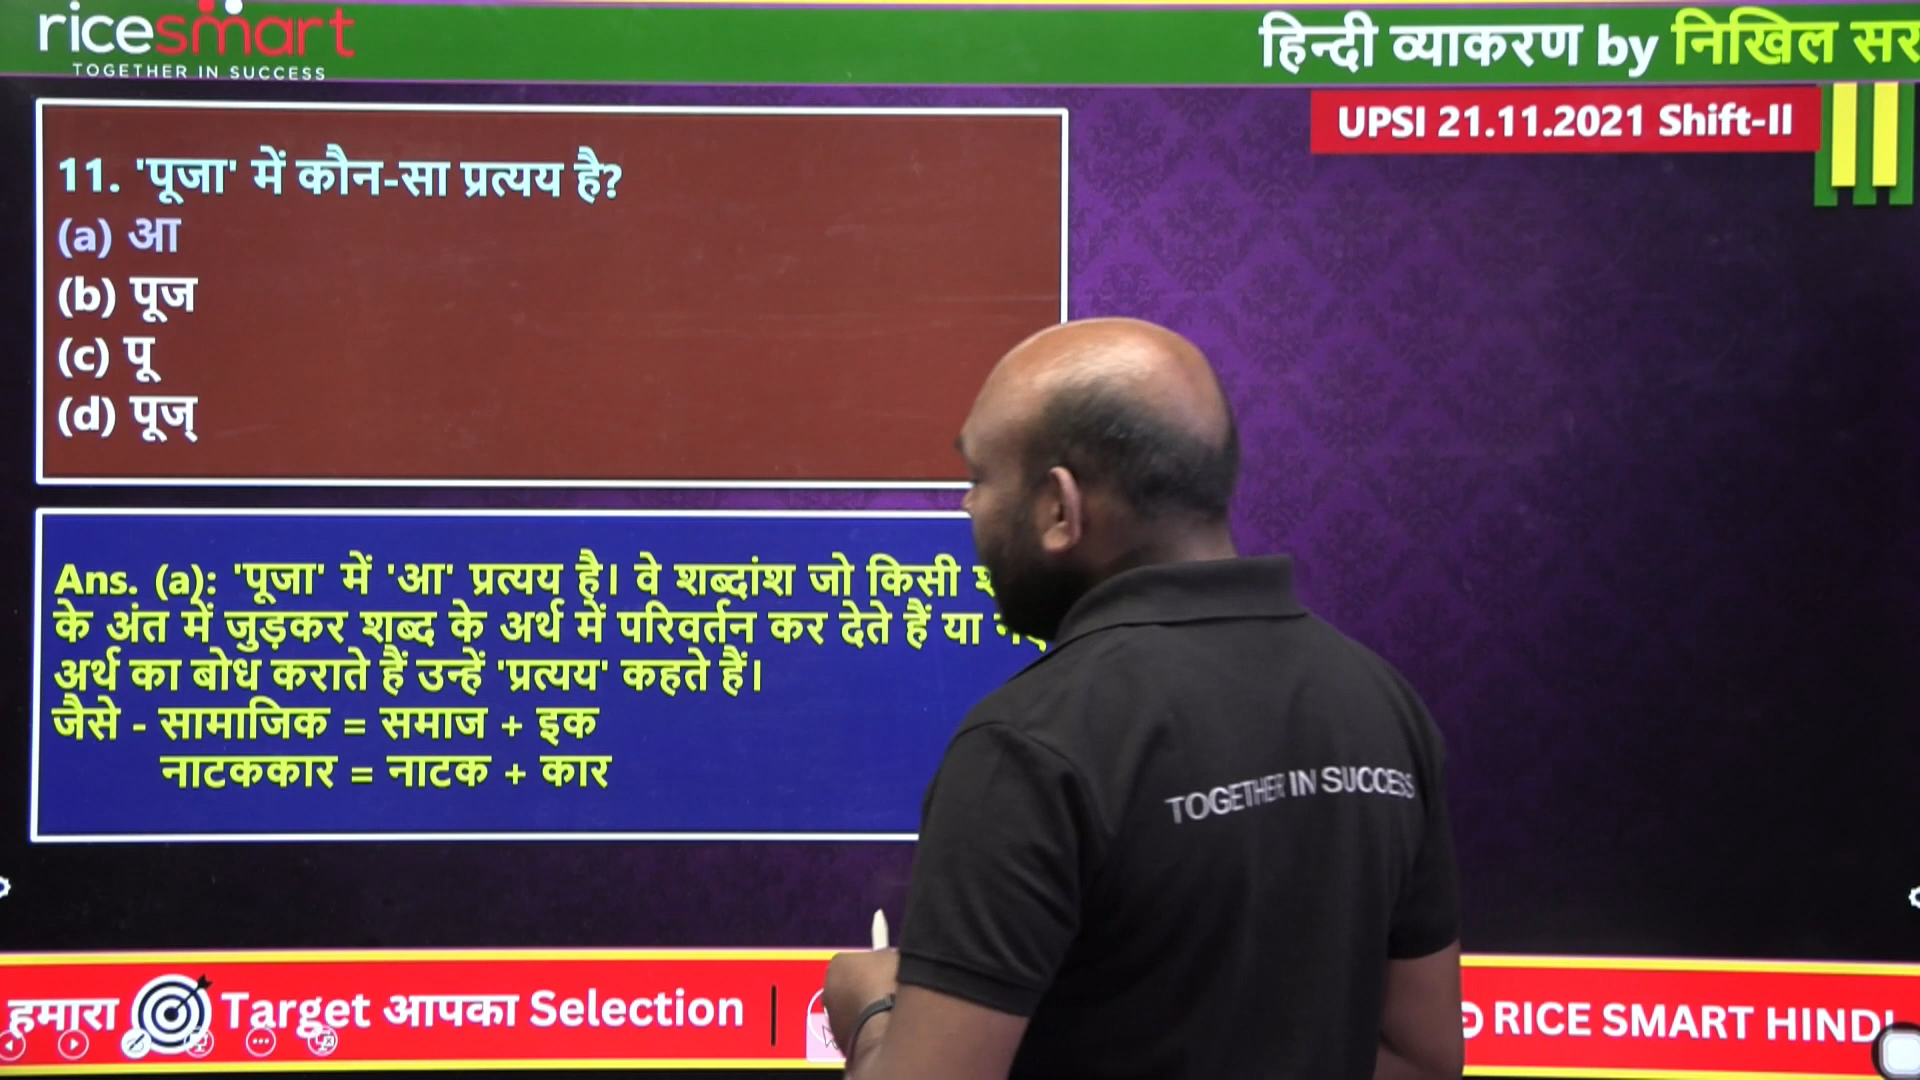 ricesmart
TOGETHER IN SUCCESS
हिन्दी व्याकरण by निखिल सर
UPSI 21.11.2021 Shift-II
11. 'पूजा' में कौन-सा प्रत्यय है?
(a) आ
(b) पूज
(c) पू
(d) पूज्
Ans. (a): 'पूजा' में 'आ' प्रत्यय है। वे शब्दांश जो किसी
के अंत में जुड़कर शब्द के अर्थ में परिवर्तन कर देते हैं या
अर्थ का बोध कराते हैं उन्हें 'प्रत्यय' कहते हैं।
जैसे - सामाजिक = समाज + इक
नाटककार = नाटक + कार
TOGETHER IN SUCCESS
हमारा Target आपका Selection |
RICE SMART HINDI